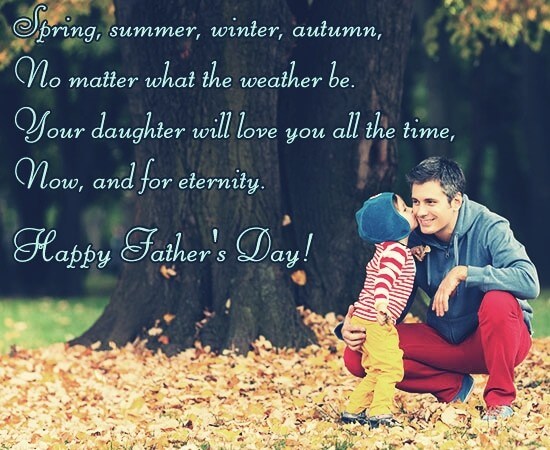 Spring, summer, winter, autumn,
No matter what the weather be.
Your daughter will love you all the time,
Now, and for eternity.
Happy Father's Day!